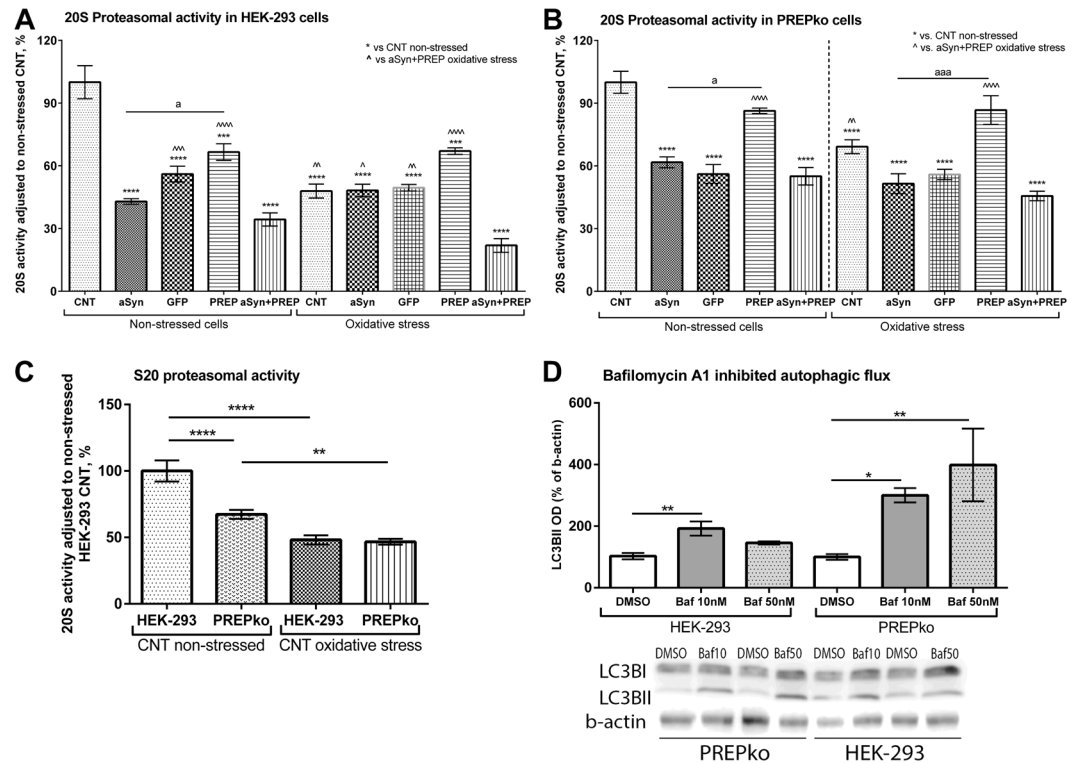 A
20S Proteasomal activity in HEK-293 cells
20S activity adjusted to non-stressed CNT, %
* vs CNT non-stressed
^ vs aSyn+PREP oxidative stress
120
90
60
30
0
a
****
^^^
****
^^^^
***
****
^^
****
^
****
^^
****
^^^^
***
****
CNT aSyn GFP PREP aSyn+PREP CNT aSyn GFP PREP aSyn+PREP
Non-stressed cells Oxidative stress
B
20S Proteasomal activity in PREPko cells
20S activity adjusted to non-stressed CNT, %
* vs. CNT non-stressed
^ vs. aSyn+PREP oxidative stress
120
90
60
30
0
a
aaa
****
****
^^^^
****
^^
****
****
****
^^^^
****
CNT aSyn GFP PREP aSyn+PREP CNT aSyn GFP PREP aSyn+PREP
Non-stressed cells Oxidative stress
C
S20 proteasomal activity
20S activity adjusted to non-stressed
HEK-293 CNT, %
150
100
50
0
****
****
**
HEK-293 PREPko HEK-293 PREPko
CNT non-stressed CNT oxidative stress
D
Bafilomycin A1 inhibited autophagic flux
LC3BII OD (% of b-actin)
600
400
200
0
**
**
*
DMSO Baf 10nM Baf 50nM DMSO Baf 10nM Baf 50nM
HEK-293 PREPko
DMSO Baf10 DMSO Baf50 DMSO Baf10 DMSO Baf50
LC3BI
LC3BII
b-actin
PREPko HEK-293